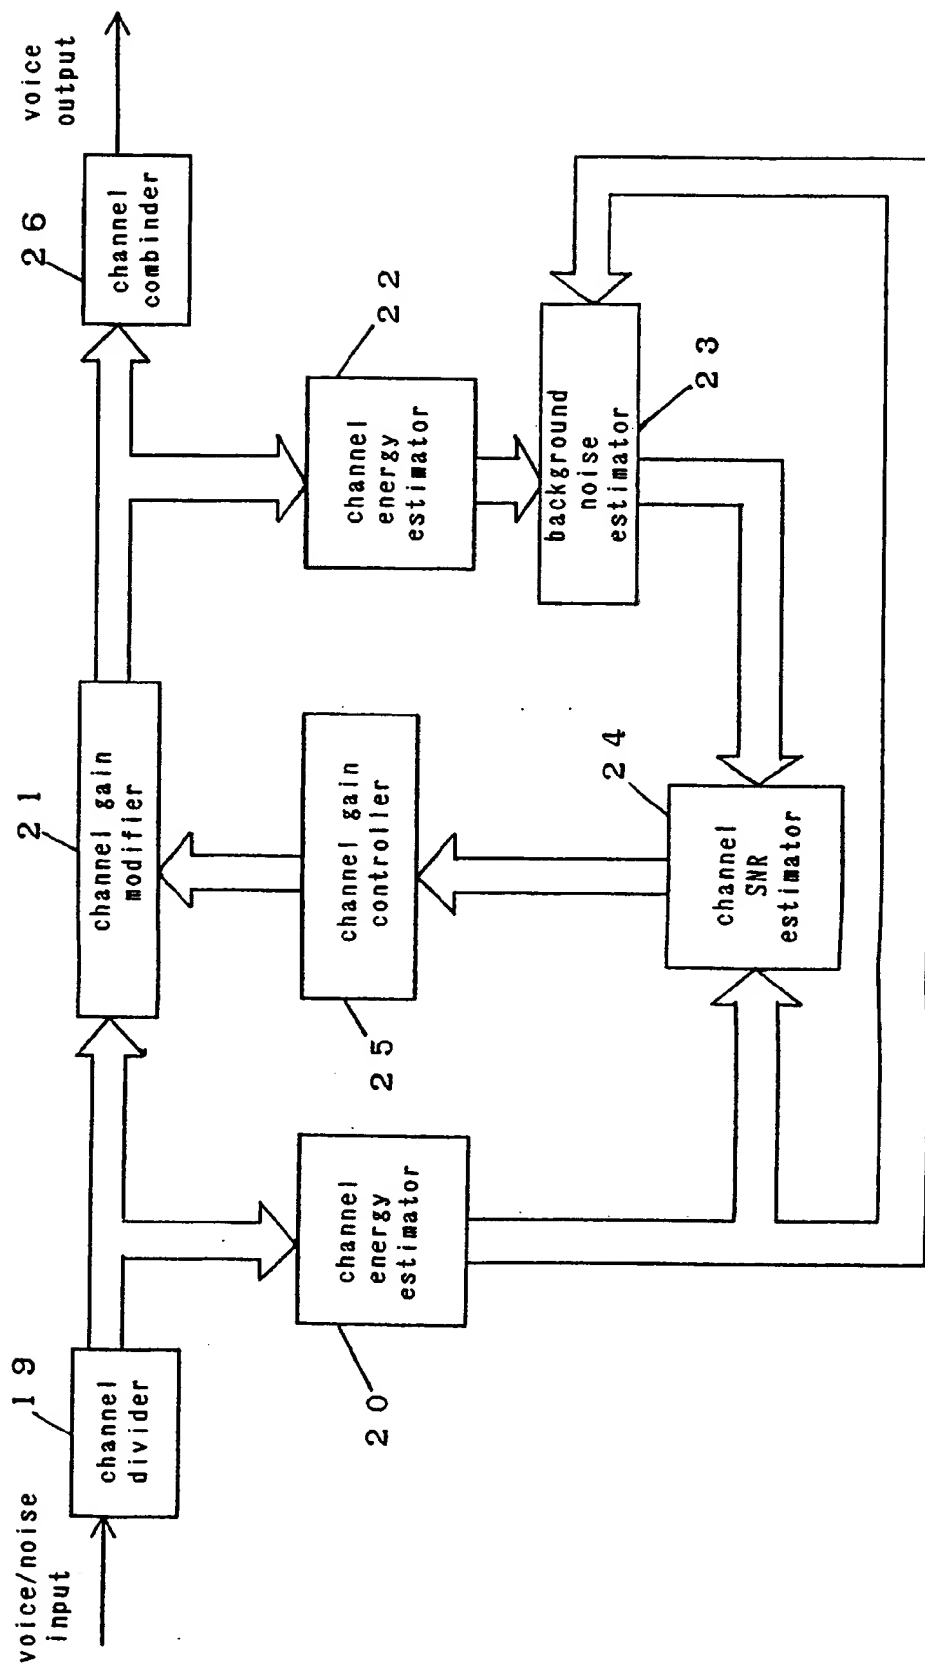 voice/noise
input
19
channel
divider
20
channel
energy
estimator
21
channel gain
modifier
25
channel gain
controller
24
channel
SNR
estimator
22
channel
energy
estimator
23
background
noise
estimator
26
channel
combinder
voice
output